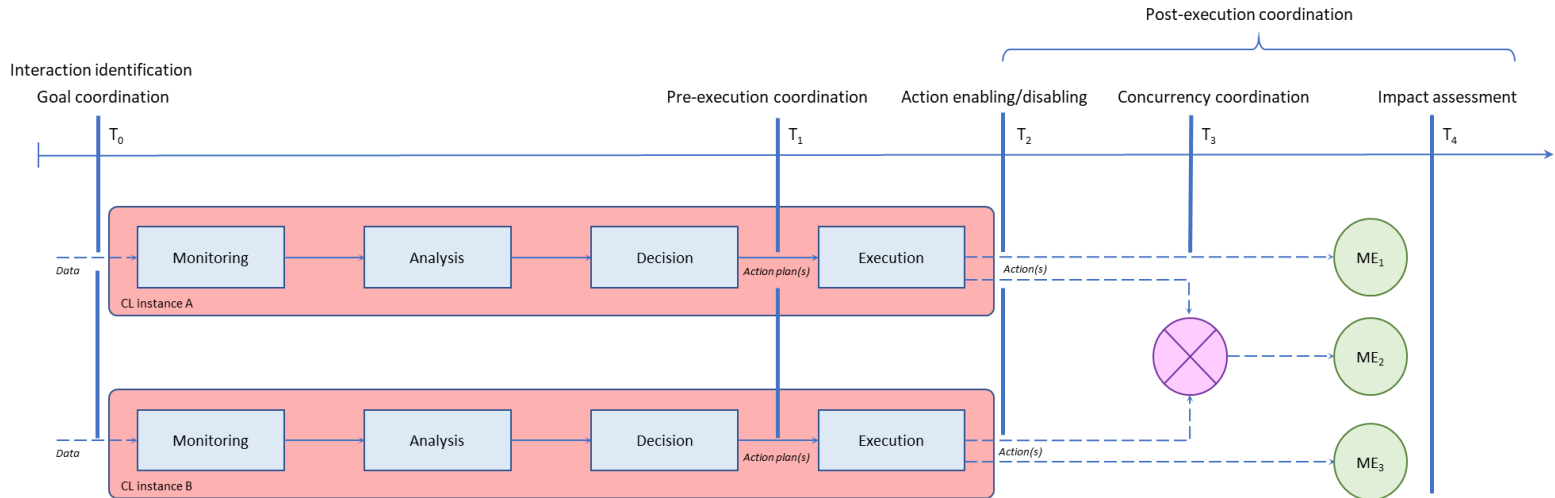 Post-execution coordination
Interaction identification
Goal coordination
Pre-execution coordination
Action enabling/disabling
Concurrency coordination
Impact assessment
T0
T1
T2
T3
T4
Data
Monitoring
Analysis
Decision
Action plan(s)
Execution
Action(s)
ME1
CL instance A
ME2
Data
Monitoring
Analysis
Decision
Action plan(s)
Execution
Action(s)
ME3
CL instance B